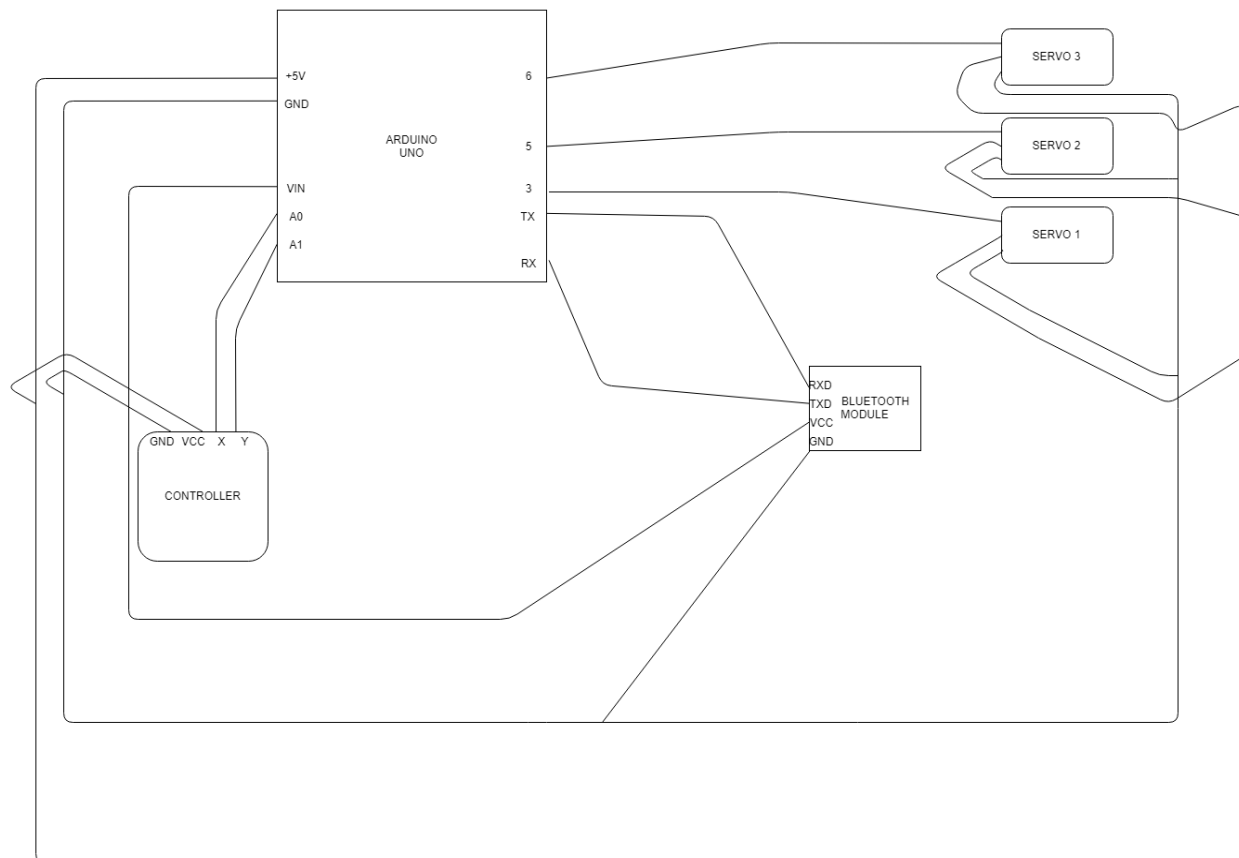 +5V
GND
VIN
A0
A1
ARDUINO
UNO
6
5
3
TX
RX
SERVO 3
SERVO 2
SERVO 1
RXD
TXD
VCC
GND
BLUETOOTH
MODULE
GND VCC X Y
CONTROLLER